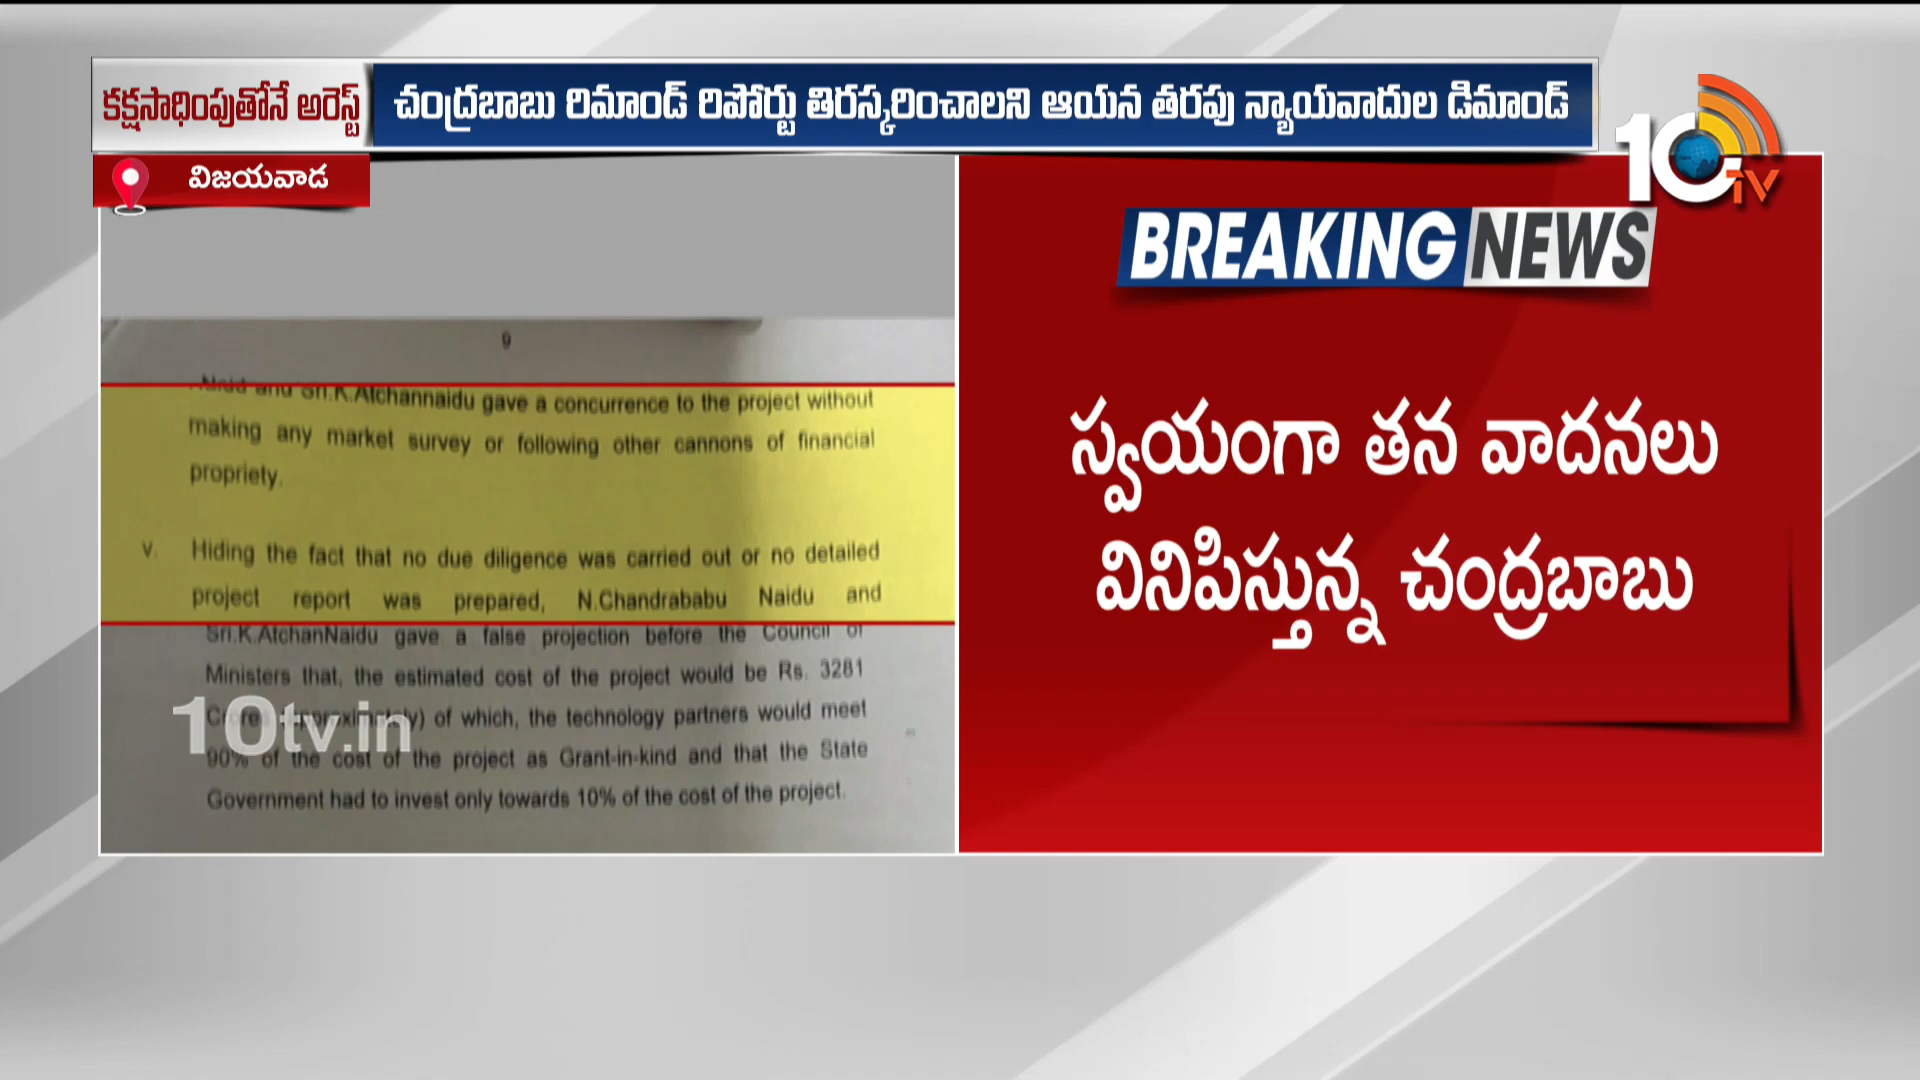 కక్షసాధింపుతోనే అరెస్ట్
చంద్రబాబు రిమాండ్ రిపోర్టు తిరస్కరించాలని ఆయన తరపు న్యాయవాదుల డిమాండ్
10TV
విజయవాడ
BREAKING NEWS
9
Naid and Sri.K.Atchannaidu gave a concurrence to the project without
making any market survey or following other cannons of financial
propriety.
v. Hiding the fact that no due diligence was carried out or no detailed
project report was prepared, N.Chandrababu Naidu and
Sri.K.AtchanNaidu gave a false projection before the Council of
Ministers that, the estimated cost of the project would be Rs. 3281
of which, the technology partners would meet
90% of the cost of the project as Grant-in-kind and that the State
Government had to invest only towards 10% of the cost of the project.
10tv.in
స్వయంగా తన వాదనలు
వినిపిస్తున్న చంద్రబాబు